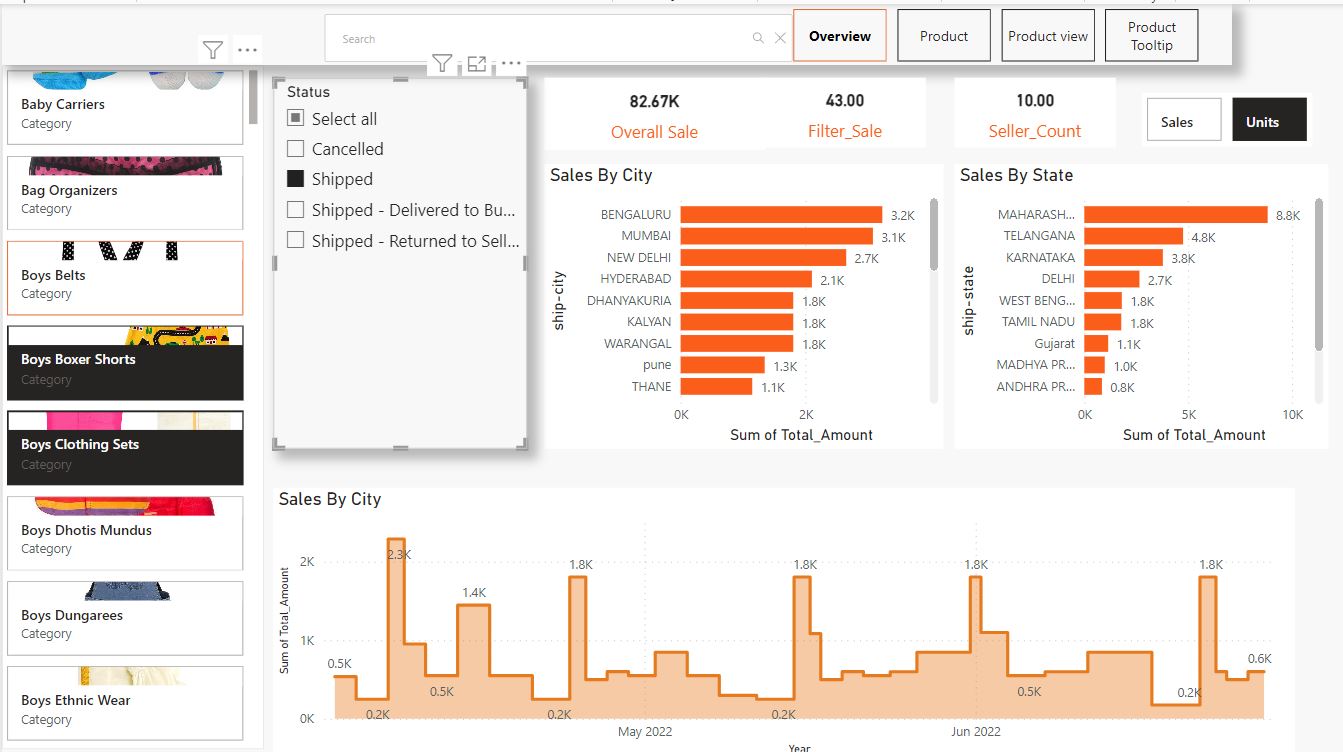 Search
Overview
Product
Product view
Product
Tooltip
Baby Carriers
Category
Bag Organizers
Category
Boys Belts
Category
Boys Boxer Shorts
Category
Boys Clothing Sets
Category
Boys Dhotis Mundus
Category
Boys Dungarees
Category
Boys Ethnic Wear
Category
Status
Select all
Cancelled
Shipped
Shipped - Delivered to Bu...
Shipped - Returned to Sell...
82.67K
Overall Sale
43.00
Filter_Sale
10.00
Seller_Count
Sales
Units
Sales By City
ship-city
BENGALURU 3.2K
MUMBAI 3.1K
NEW DELHI 2.7K
HYDERABAD 2.1K
DHANYAKURIA 1.8K
KALYAN 1.8K
WARANGAL 1.8K
pune 1.3K
THANE 1.1K
0K 2K
Sum of Total_Amount
Sales By State
ship-state
MAHARASH... 8.8K
TELANGANA 4.8K
KARNATAKA 3.8K
DELHI 2.7K
WEST BENG... 1.8K
TAMIL NADU 1.8K
Gujarat 1.1K
MADHYA PR... 1.0K
ANDHRA PR... 0.8K
0K 5K 10K
Sum of Total_Amount
Sales By City
Sum of Total_Amount
2K
1K
0K
0.5K
0.2K
2.3K
0.5K
1.4K
0.2K
1.8K
0.2K
1.8K
1.8K
0.5K
0.2K
1.8K
0.6K
May 2022 Jun 2022
Year